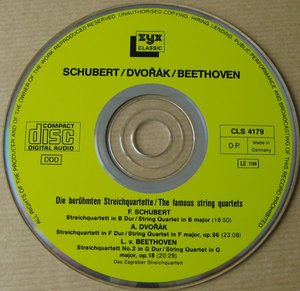 ALL RIGHTS OF THE PRODUCER AND OF THE OWNER OF THE WORK REPRODUCED RESERVED UNAUTHORISED COPYING, HIRING, LENDING, PUBLIC PERFORMANCE AND BROADCASTING OF THIS RECORD PROHIBITED
zyx
CLASSIC
SCHUBERT/DVOŘÁK/BEETHOVEN
COMPACT
disc
DIGITAL AUDIO
DDD
CLS 4179
D.P.
Made in
Germany
LC
Die berühmten Streichquartette/The famous string quartets
F. SCHUBERT
Streichquartett in B Dur/String Quartet in B major (18:50)
A. DVOŘÁK
Streichquartett in F Dur/String Quartet in F major, op.96 (23:08)
L. v. BEETHOVEN
Streichquartett No.2 in G Dur/String Quartet in G
major, op.18 (20:29)
Das Zagreber Streichquartett